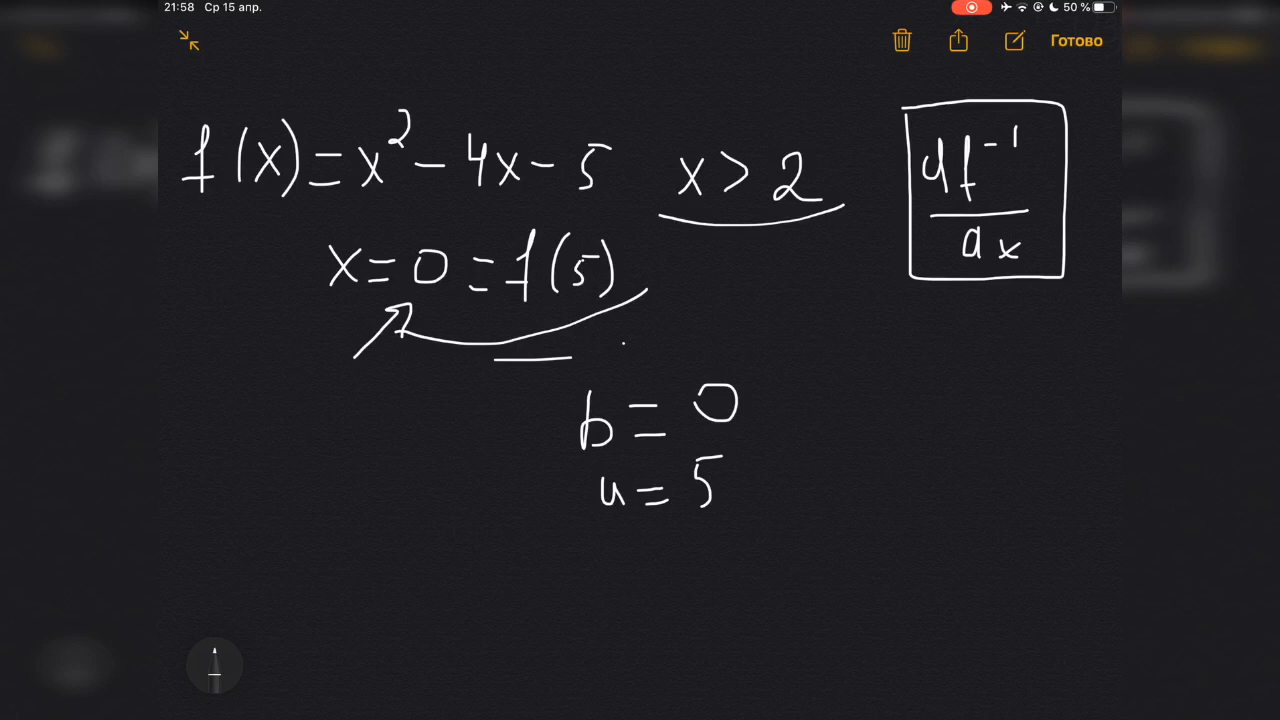 21:58 Ср 15 апр. 50 %
Готово
f(x)=x²-4x-5 x>2
df⁻¹
dx
x=0=f(5)
b=0
u=5